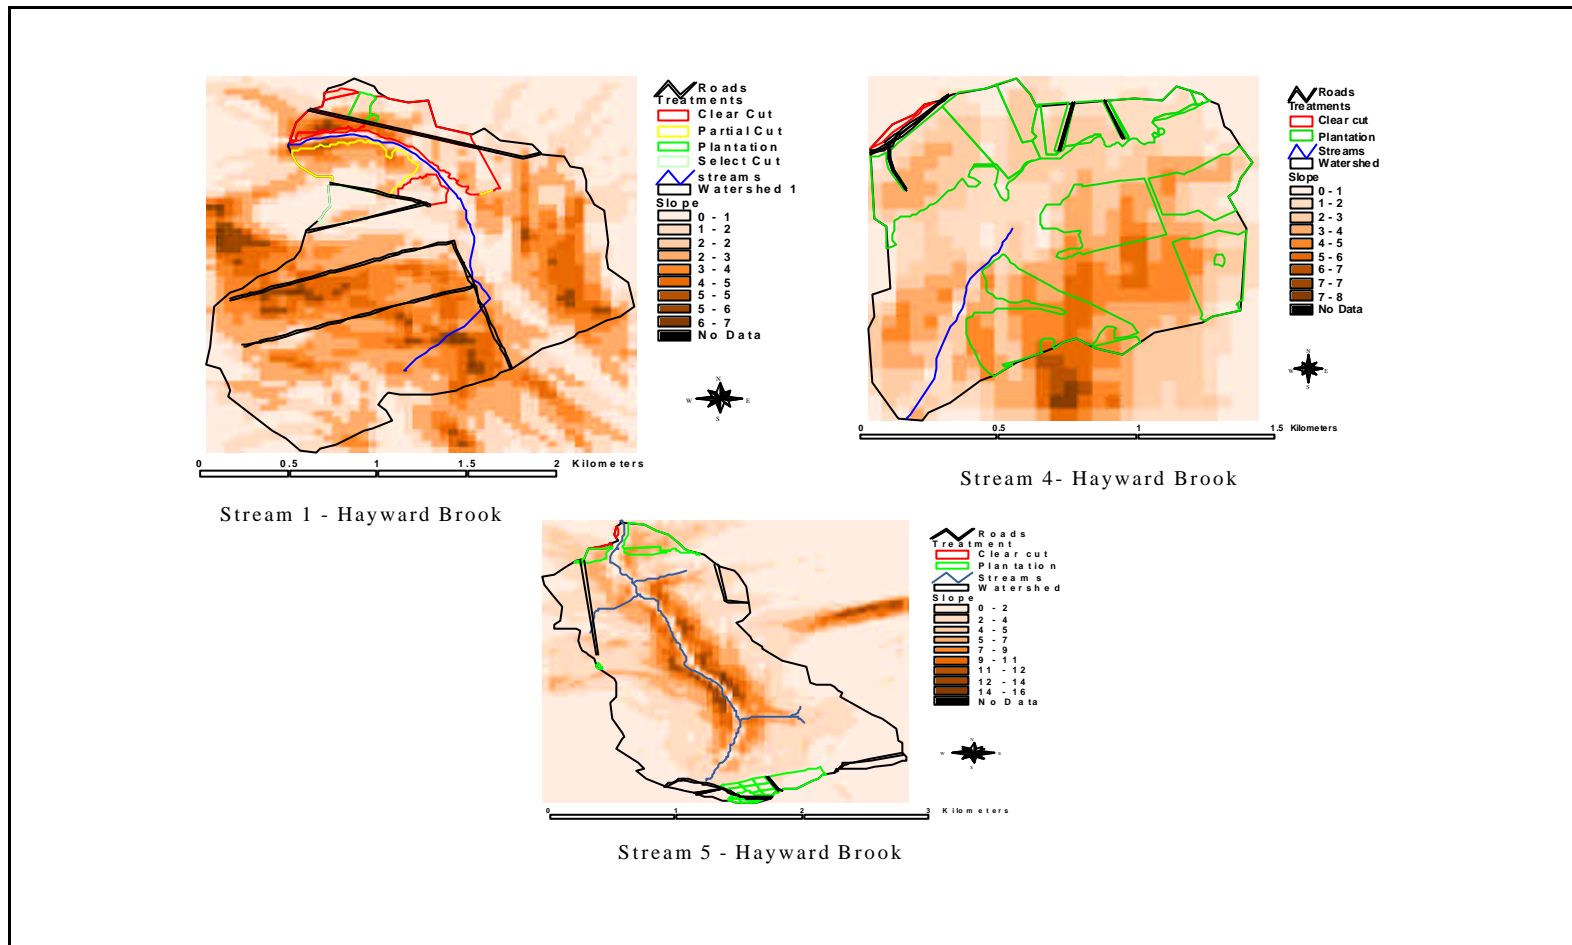 Roads
Treatments
Clear Cut
Partial Cut
Plantation
Select Cut
streams
Watershed 1
Slope
0 - 1
1 - 2
2 - 2
2 - 3
3 - 4
4 - 5
5 - 5
5 - 6
6 - 7
No Data
N
W E
S
0 0.5 1 1.5 2 Kilometers
Stream 1 - Hayward Brook
Roads
Treatments
Clear cut
Plantation
Streams
Watershed
Slope
0 - 1
1 - 2
2 - 3
3 - 4
4 - 5
5 - 6
6 - 7
7 - 7
7 - 8
No Data
N
W E
S
0 0.5 1 1.5 Kilometers
Stream 4- Hayward Brook
Roads
Treatment
Clear cut
Plantation
Streams
Watershed
Slope
0 - 2
2 - 4
4 - 5
5 - 7
7 - 9
9 - 11
11 - 12
12 - 14
14 - 16
No Data
N
W E
S
0 1 2 3 Kilometers
Stream 5 - Hayward Brook